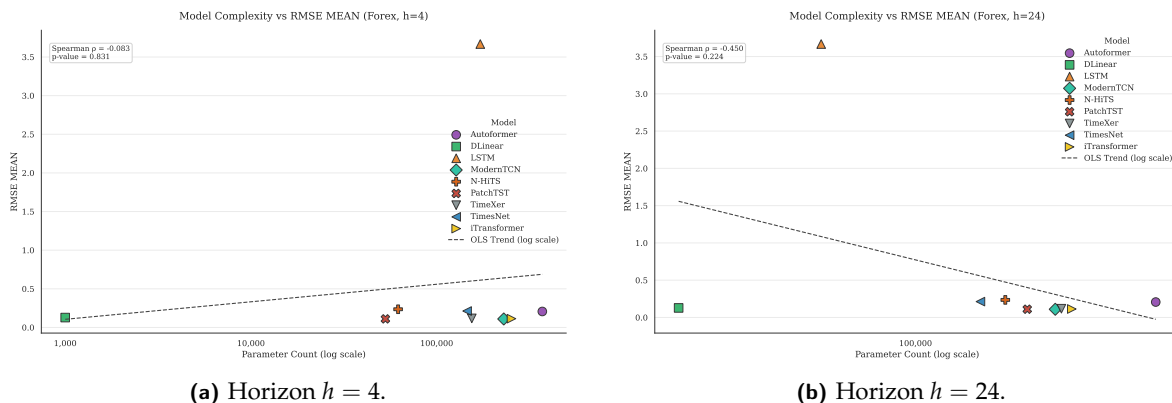 Model Complexity vs RMSE MEAN (Forex, h=4)
Spearman ρ = -0.083
p-value = 0.831
3.5
3.0
2.5
2.0
1.5
1.0
0.5
0.0
RMSE MEAN
Model
Autoformer
DLinear
LSTM
ModernTCN
N-HiTS
PatchTST
TimeXer
TimesNet
iTransformer
OLS Trend (log scale)
1,000
10,000
100,000
Parameter Count (log scale)
(a) Horizon h = 4.
Model Complexity vs RMSE MEAN (Forex, h=24)
Spearman ρ = -0.450
p-value = 0.224
3.5
3.0
2.5
2.0
1.5
1.0
0.5
0.0
RMSE MEAN
Model
Autoformer
DLinear
LSTM
ModernTCN
N-HiTS
PatchTST
TimeXer
TimesNet
iTransformer
OLS Trend (log scale)
100,000
Parameter Count (log scale)
(b) Horizon h = 24.